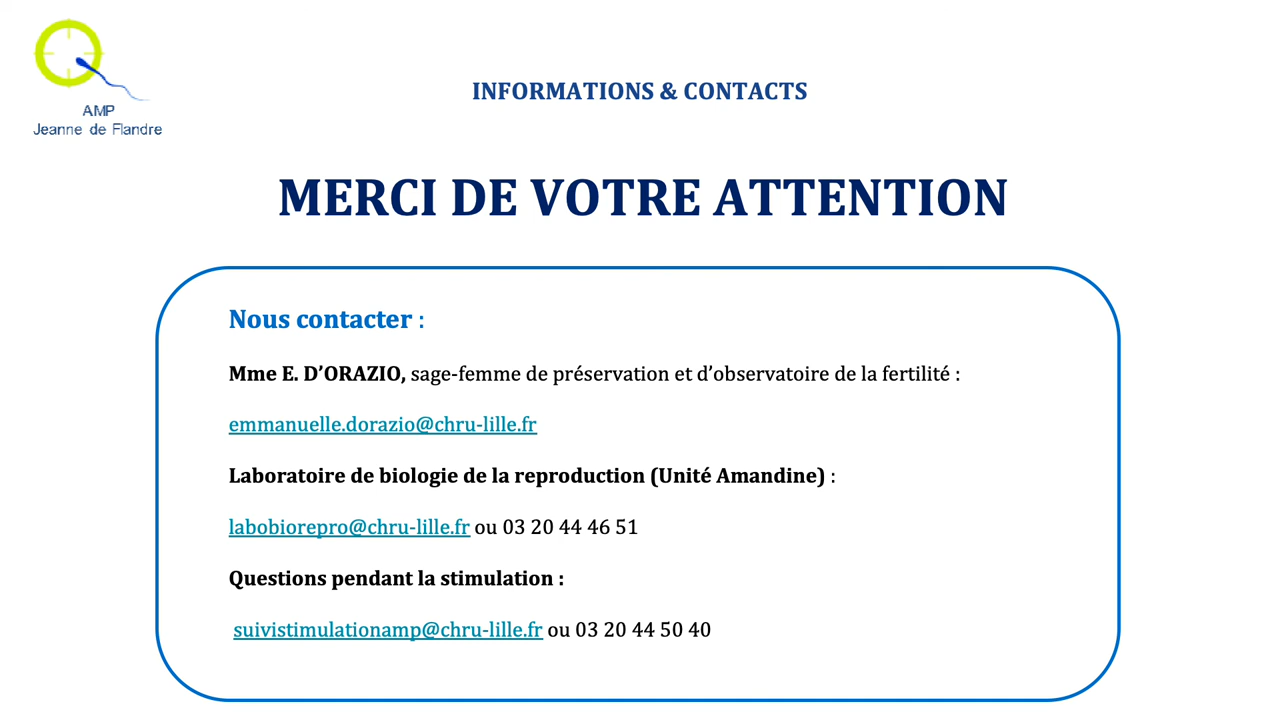 AMP
Jeanne de Flandre
INFORMATIONS & CONTACTS
MERCI DE VOTRE ATTENTION
Nous contacter :
Mme E. D’ORAZIO, sage-femme de préservation et d’observatoire de la fertilité :
emmanuelle.dorazio@chru-lille.fr
Laboratoire de biologie de la reproduction (Unité Amandine) :
labobiorepro@chru-lille.fr ou 03 20 44 46 51
Questions pendant la stimulation :
suivistimulationamp@chru-lille.fr ou 03 20 44 50 40